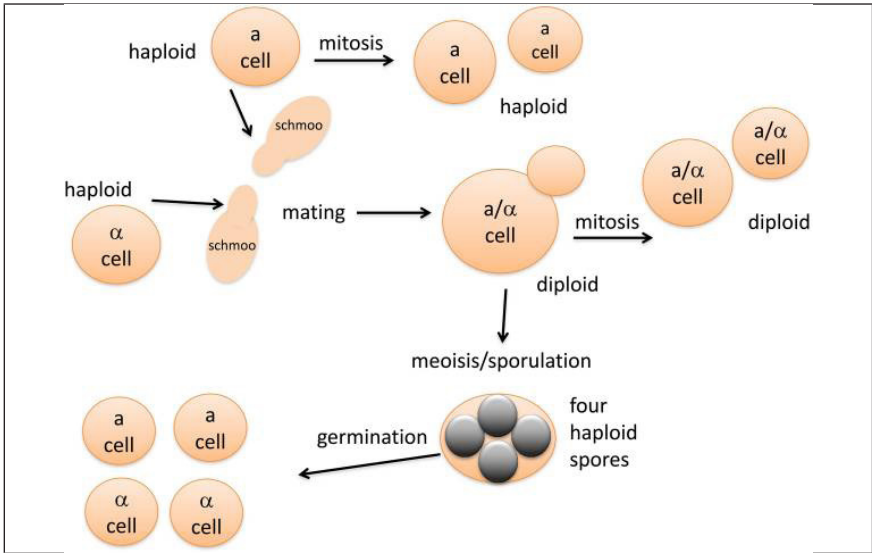 a
cell
haploid
mitosis
a
cell
a
cell
haploid
schmoo
a/α
cell
a/α
cell
haploid
α
cell
schmoo
mating
a/α
cell
mitosis
diploid
diploid
meoisis/sporulation
four
haploid
spores
germination
a
cell
a
cell
α
cell
α
cell